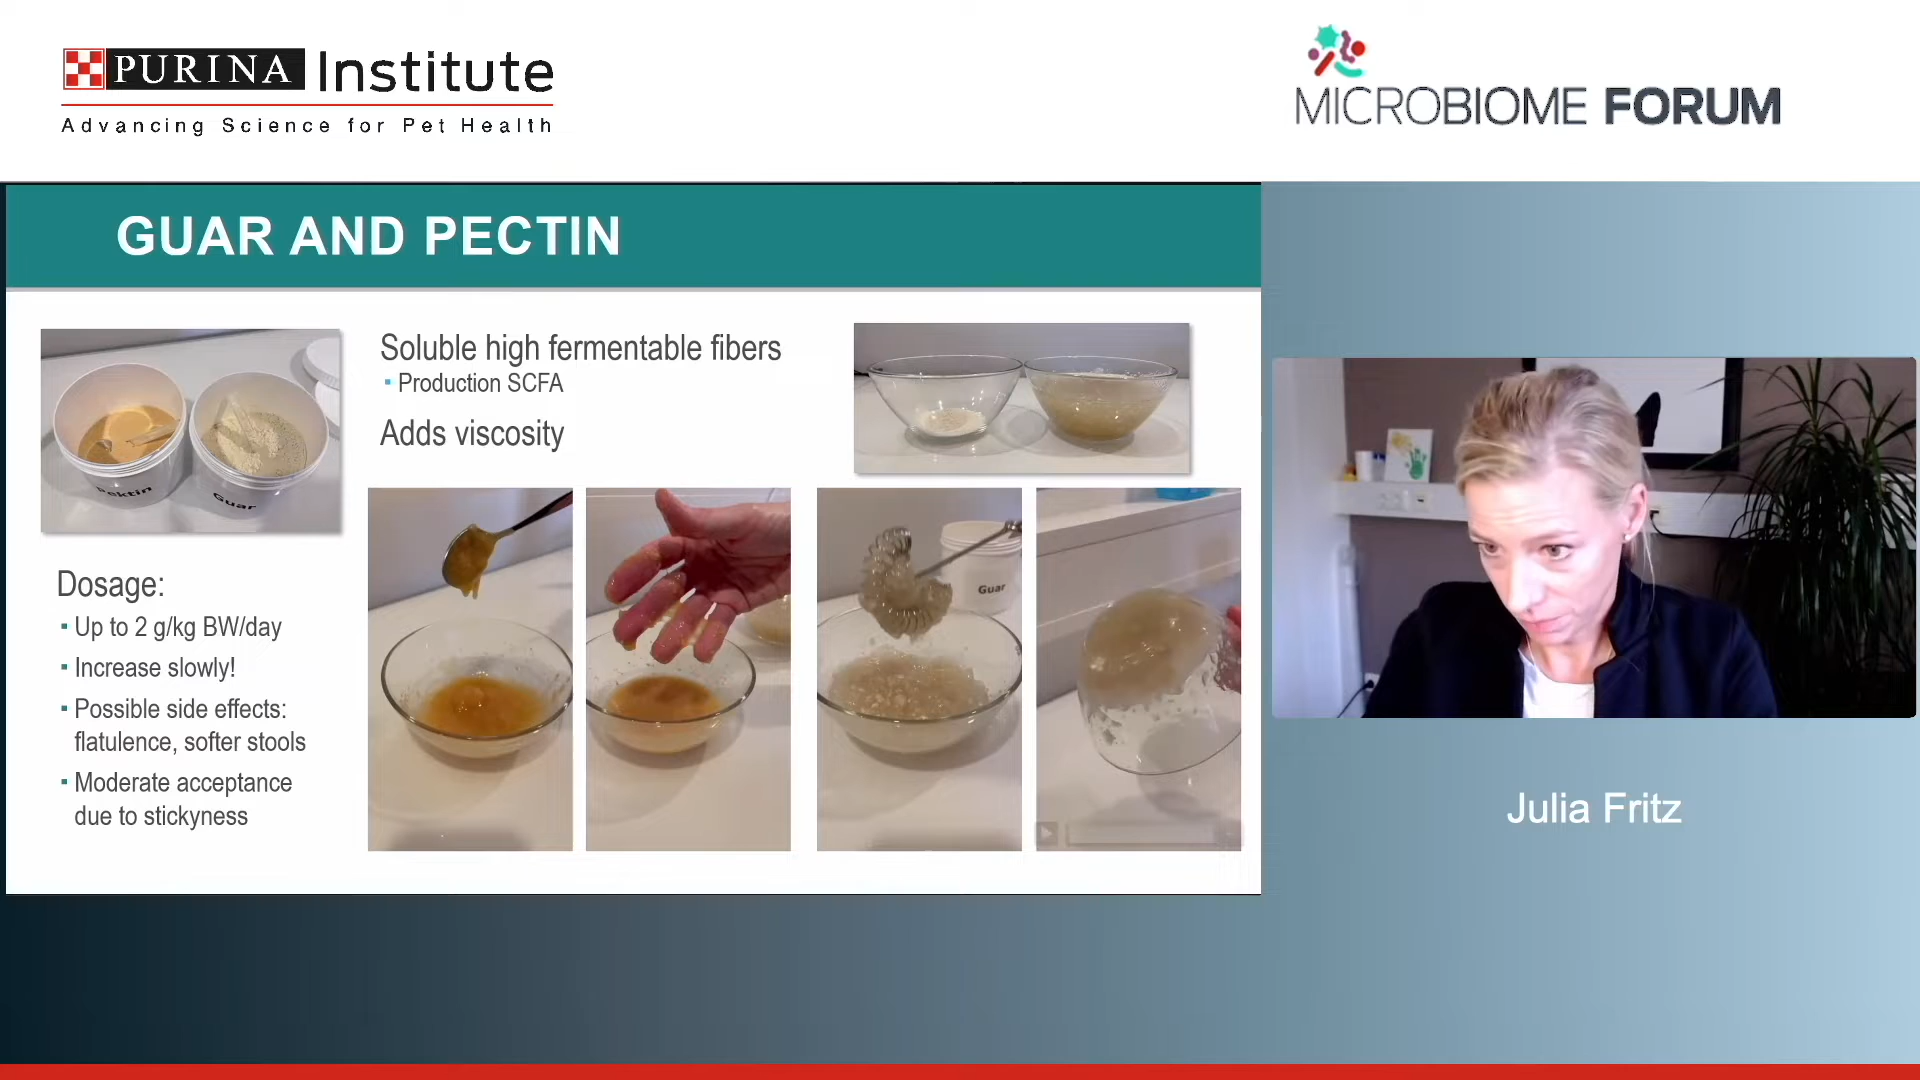 PURINA Institute
Advancing Science for Pet Health
MICROBIOME FORUM
GUAR AND PECTIN
Soluble high fermentable fibers
Production SCFA
Adds viscosity
Pektin
Guar
Dosage:
Up to 2 g/kg BW/day
Increase slowly!
Possible side effects:
flatulence, softer stools
Moderate acceptance
due to stickyness
Guar
Julia Fritz